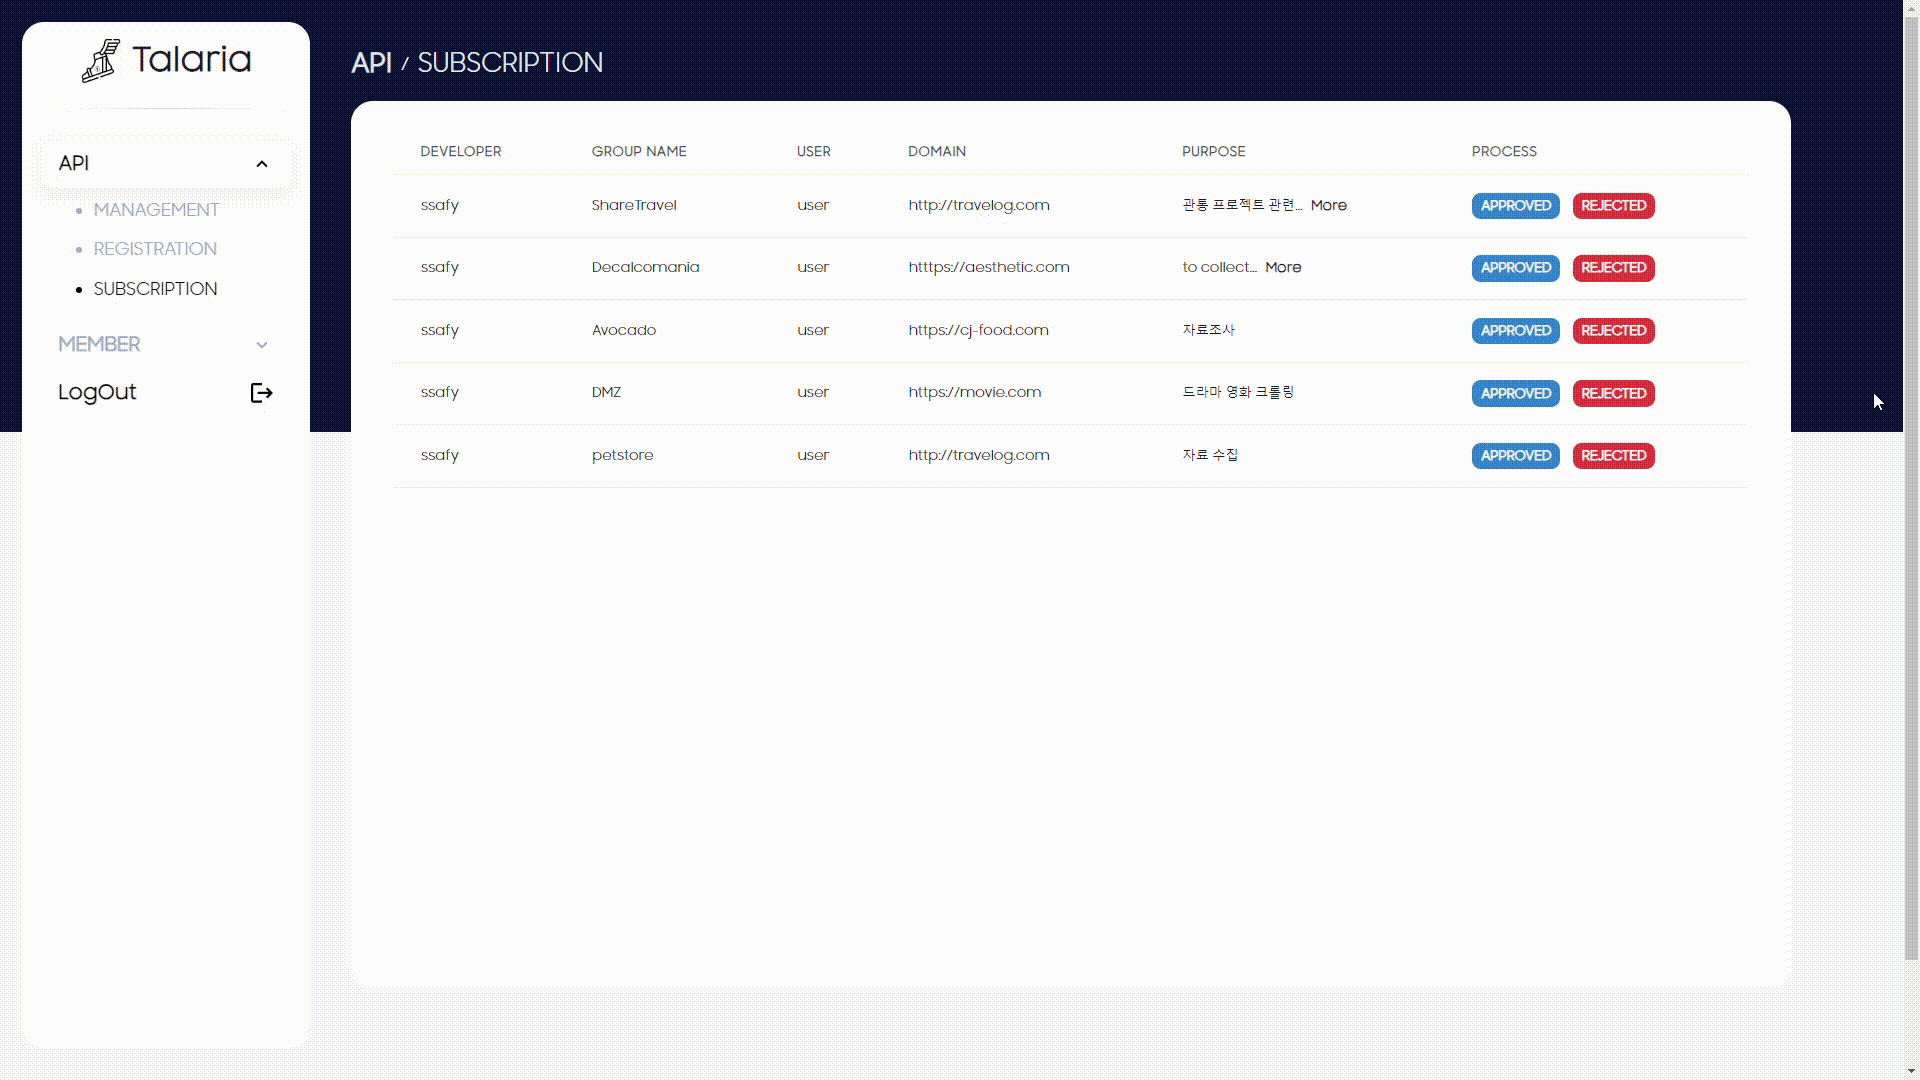 Talaria
API
MANAGEMENT
REGISTRATION
SUBSCRIPTION
MEMBER
LogOut
API / SUBSCRIPTION
DEVELOPER GROUP NAME USER DOMAIN PURPOSE PROCESS
ssafy ShareTravel user http://travelog.com 관통 프로젝트 관련... More APPROVED REJECTED
ssafy Decalcomania user htttps://aesthetic.com to collect... More APPROVED REJECTED
ssafy Avocado user https://cj-food.com 자료조사 APPROVED REJECTED
ssafy DMZ user https://movie.com 드라마 영화 크롤링 APPROVED REJECTED
ssafy petstore user http://travelog.com 자료 수집 APPROVED REJECTED